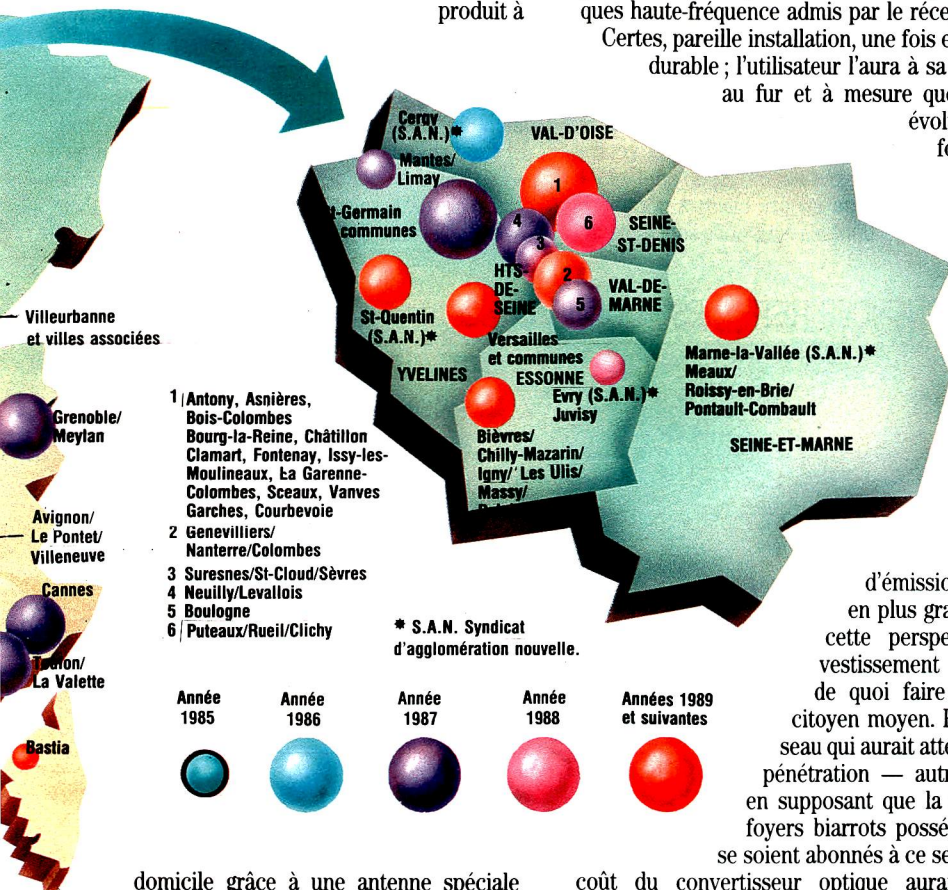 produit à
ques haute-fréquence admis par le réce
Certes, pareille installation, une fois e
durable ; l'utilisateur l'aura à sa
au fur et à mesure que
évol
fe
Cergy
(S.A.N.)*
VAL-D'OISE
Mantes/
Limay
t-Germain
communes
1
4
6
3
2
5
SEINE-
ST-DENIS
HTS-
DE-
SEINE
VAL-DE-
MARNE
St-Quentin
(S.A.N.)*
Versailles
et communes
YVELINES
ESSONNE
Evry (S.A.N.)*
Juvisy
Bièvres/
Chilly-Mazarin/
Igny/ Les Ulis/
Massy/
Marne-la-Vallée (S.A.N.)*
Meaux/
Roissy-en-Brie/
Pontault-Combault
SEINE-ET-MARNE
Villeurbanne
et villes associées
Grenoble/
Meylan
Avignon/
Le Pontet/
Villeneuve
Cannes
Toulon/
La Valette
Bastia
1 Antony, Asnières,
Bois-Colombes
Bourg-la-Reine, Châtillon
Clamart, Fontenay, Issy-les-
Moulineaux, La Garenne-
Colombes, Sceaux, Vanves
Garches, Courbevoie
2 Genevilliers/
Nanterre/Colombes
3 Suresnes/St-Cloud/Sèvres
4 Neuilly/Levallois
5 Boulogne
6 Puteaux/Rueil/Clichy
* S.A.N. Syndicat
d'agglomération nouvelle.
Année
1985
Année
1986
Année
1987
Année
1988
Années 1989
et suivantes
d'émissio
en plus gra
cette perspe
vestissement
de quoi faire
citoyen moyen. E
seau qui aurait atte
pénétration — autr
en supposant que la
foyers biarrots possé
se soient abonnés à ce se
domicile grâce à une antenne spéciale
coût du convertisseur optique aura